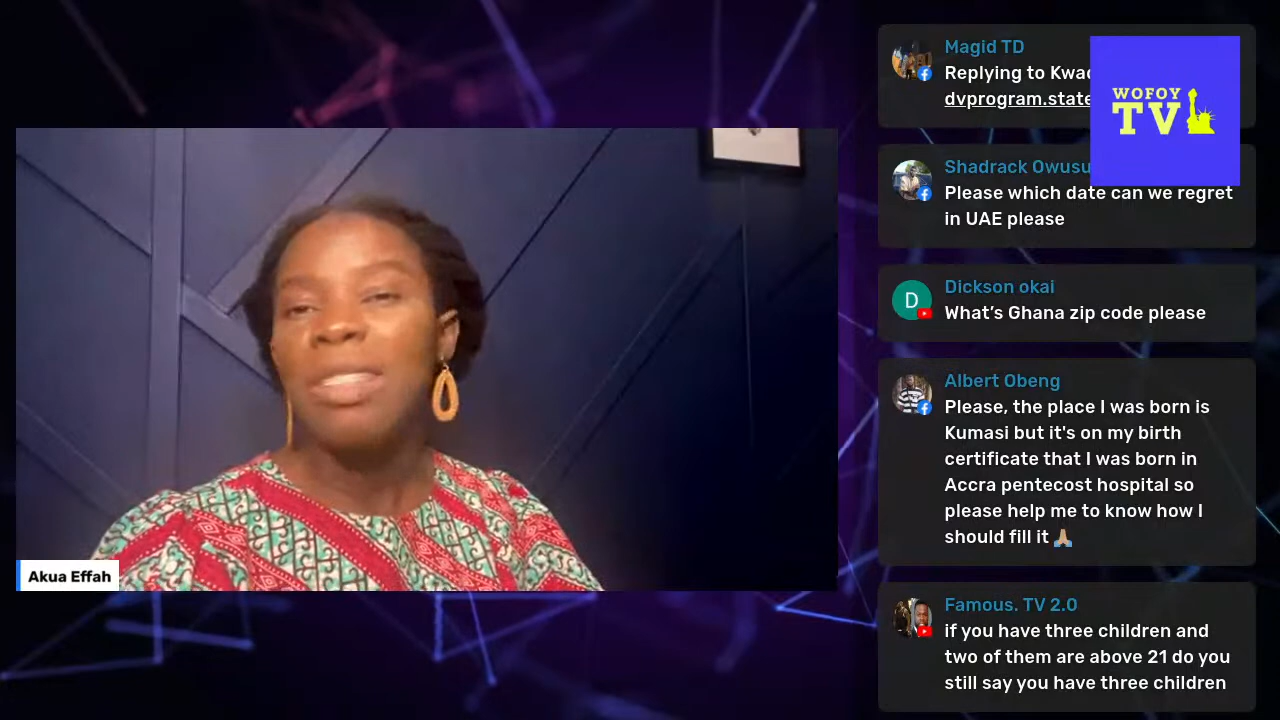 Magid TD
Replying to
dvprogram.state
WOFOY
TV
Shadrack Owusu
Please which date can we regret
in UAE please
D
Dickson okai
What's Ghana zip code please
Albert Obeng
Please, the place I was born is
Kumasi but it's on my birth
certificate that I was born in
Accra pentecost hospital so
please help me to know how I
should fill it 🙏🏼
Famous. TV 2.0
if you have three children and
two of them are above 21 do you
still say you have three children
Akua Effah